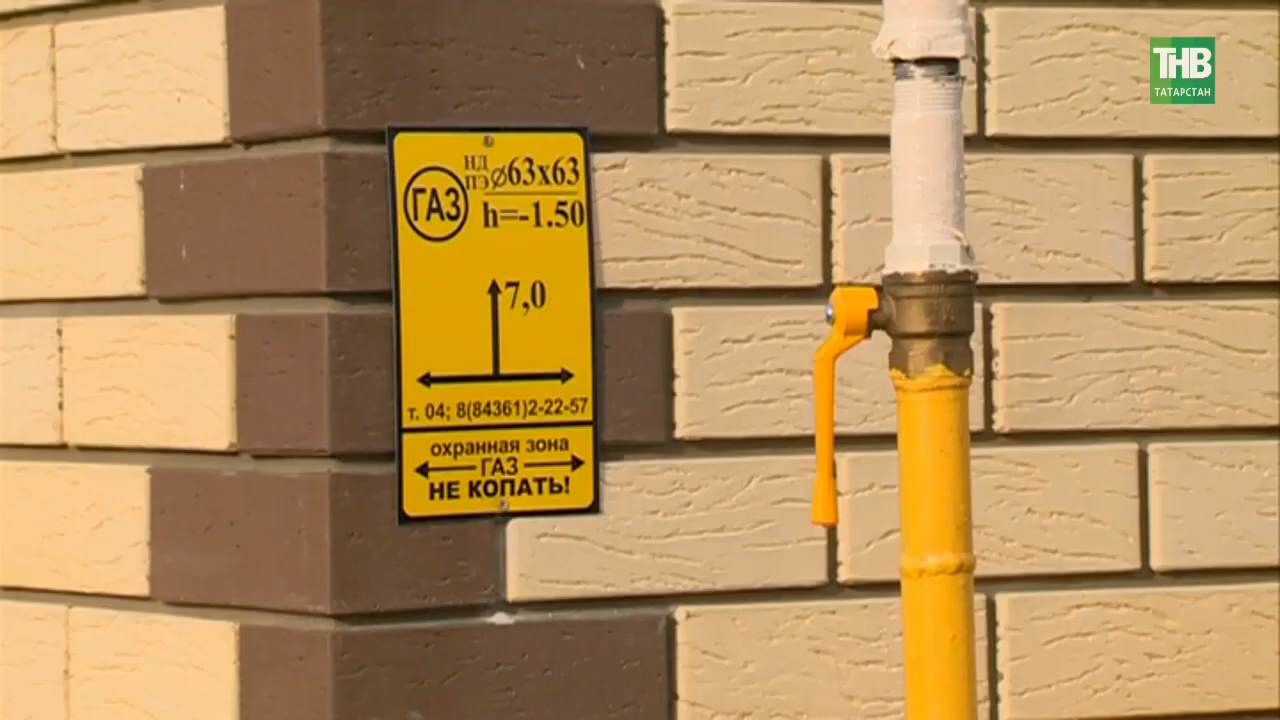 ТНВ
ТАТАРСТАН
ГАЗ
НД
ПЭ
Ø63х63
h=-1.50
7,0
т. 04; 8(84361)2-22-57
охранная зона
ГАЗ
НЕ КОПАТЬ!